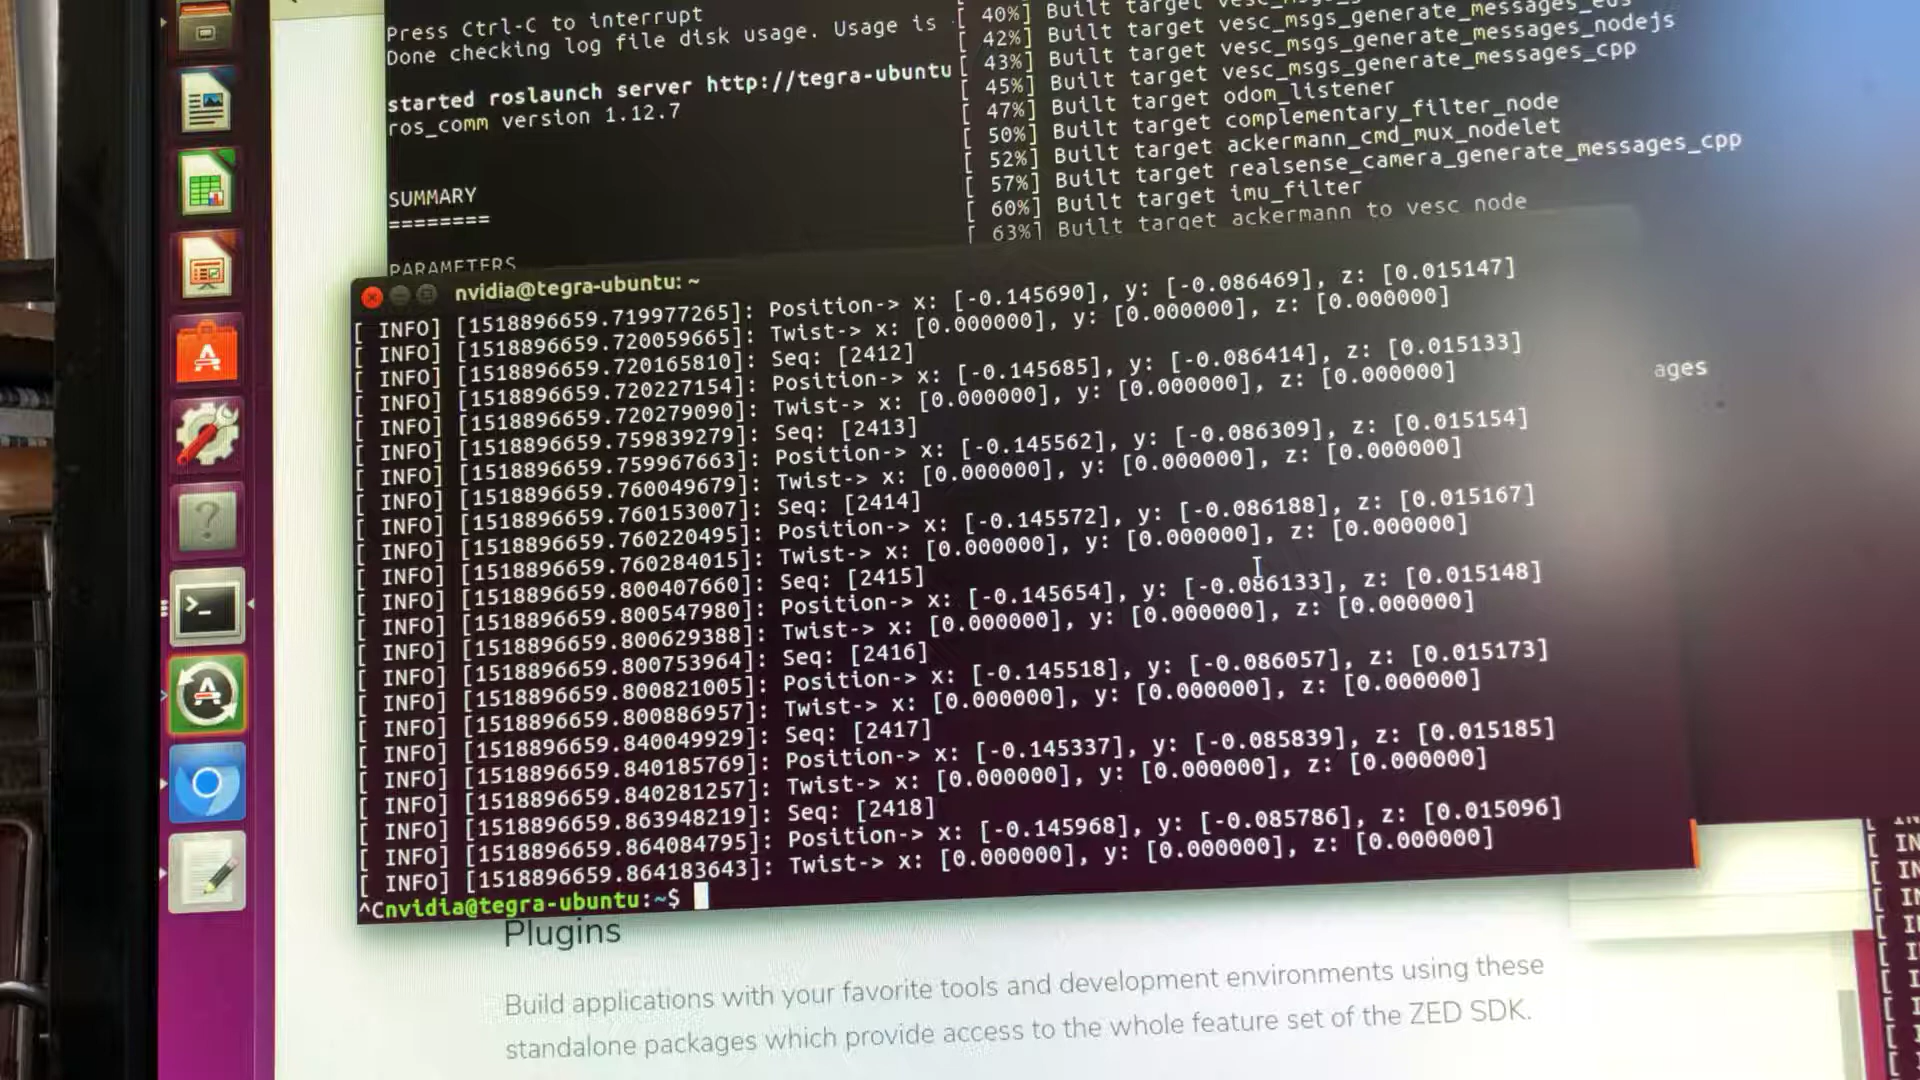 Press Ctrl-C to interrupt
Done checking log file disk usage. Usage is
started roslaunch server http://tegra-ubuntu
ros_comm version 1.12.7
SUMMARY
========
PARAMETERS
[ 40%] Built target
[ 42%] Built target vesc_msgs_generate_messages_eus
[ 43%] Built target vesc_msgs_generate_messages_nodejs
[ 45%] Built target vesc_msgs_generate_messages_cpp
[ 47%] Built target odom_listener
[ 50%] Built target complementary_filter_node
[ 52%] Built target ackermann_cmd_mux_nodelet
[ 57%] Built target realsense_camera_generate_messages_cpp
[ 60%] Built target imu_filter
[ 63%] Built target ackermann to vesc node
ages
nvidia@tegra-ubuntu: ~
[ INFO] [1518896659.719977265]: Position-> x: [-0.145690], y: [-0.086469], z: [0.015147]
[ INFO] [1518896659.720059665]: Twist-> x: [0.000000], y: [0.000000], z: [0.000000]
[ INFO] [1518896659.720165810]: Seq: [2412]
[ INFO] [1518896659.720227154]: Position-> x: [-0.145685], y: [-0.086414], z: [0.015133]
[ INFO] [1518896659.720279090]: Twist-> x: [0.000000], y: [0.000000], z: [0.000000]
[ INFO] [1518896659.759839279]: Seq: [2413]
[ INFO] [1518896659.759967663]: Position-> x: [-0.145562], y: [-0.086309], z: [0.015154]
[ INFO] [1518896659.760049679]: Twist-> x: [0.000000], y: [0.000000], z: [0.000000]
[ INFO] [1518896659.760153007]: Seq: [2414]
[ INFO] [1518896659.760220495]: Position-> x: [-0.145572], y: [-0.086188], z: [0.015167]
[ INFO] [1518896659.760284015]: Twist-> x: [0.000000], y: [0.000000], z: [0.000000]
[ INFO] [1518896659.800407660]: Seq: [2415]
[ INFO] [1518896659.800547980]: Position-> x: [-0.145654], y: [-0.086133], z: [0.015148]
[ INFO] [1518896659.800629388]: Twist-> x: [0.000000], y: [0.000000], z: [0.000000]
[ INFO] [1518896659.800753964]: Seq: [2416]
[ INFO] [1518896659.800821005]: Position-> x: [-0.145518], y: [-0.086057], z: [0.015173]
[ INFO] [1518896659.800886957]: Twist-> x: [0.000000], y: [0.000000], z: [0.000000]
[ INFO] [1518896659.840049929]: Seq: [2417]
[ INFO] [1518896659.840185769]: Position-> x: [-0.145337], y: [-0.085839], z: [0.015185]
[ INFO] [1518896659.840281257]: Twist-> x: [0.000000], y: [0.000000], z: [0.000000]
[ INFO] [1518896659.863948219]: Seq: [2418]
[ INFO] [1518896659.864084795]: Position-> x: [-0.145968], y: [-0.085786], z: [0.015096]
[ INFO] [1518896659.864183643]: Twist-> x: [0.000000], y: [0.000000], z: [0.000000]
^Cnvidia@tegra-ubuntu:~$
Plugins
Build applications with your favorite tools and development environments using these
standalone packages which provide access to the whole feature set of the ZED SDK.